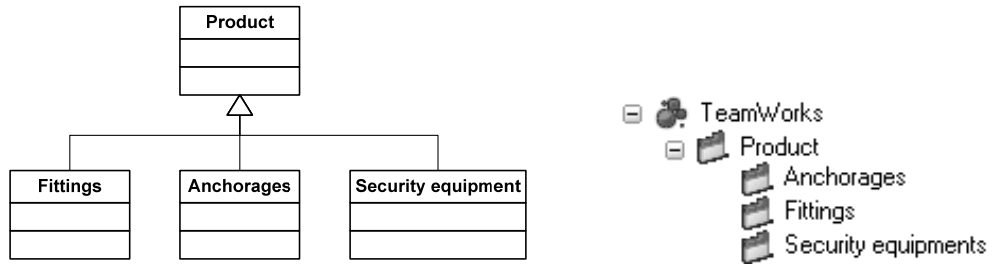 Product
Fittings
Anchorages
Security equipment
TeamWorks
Product
Anchorages
Fittings
Security equipments